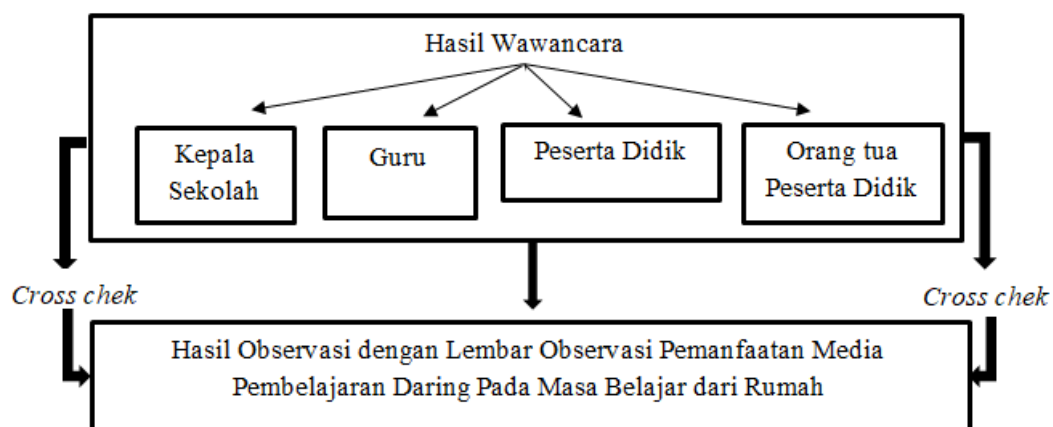 Hasil Wawancara
Kepala
Sekolah
Guru
Peserta Didik
Orang tua
Peserta Didik
Cross chek
Cross chek
Hasil Observasi dengan Lembar Observasi Pemanfaatan Media
Pembelajaran Daring Pada Masa Belajar dari Rumah